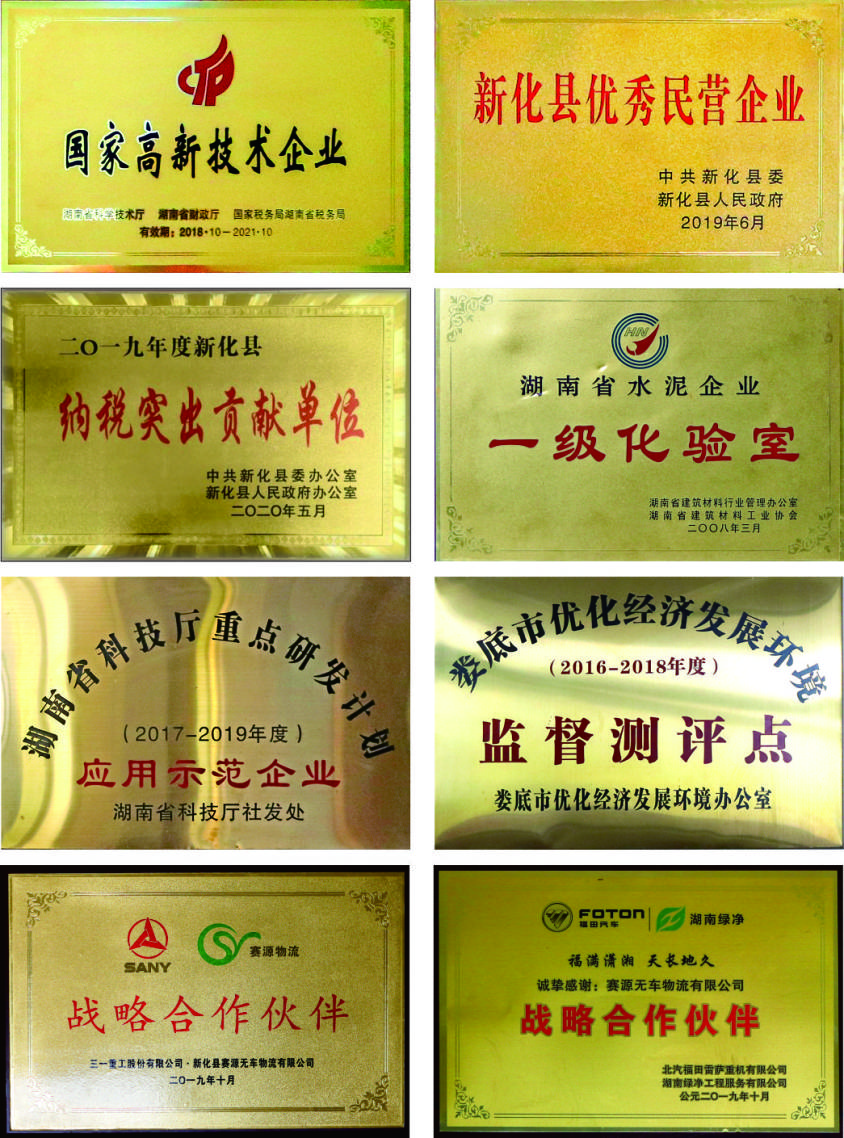 国家高新技术企业
湖南省科学技术厅 湖南省财政厅 国家税务局湖南省税务局
有效期：2018·10－2021·10
新化县优秀民营企业
中共新化县委
新化县人民政府
2019年6月
二〇一九年度新化县
纳税突出贡献单位
中共新化县委办公室
新化县人民政府办公室
二〇二〇年五月
HN
湖南省水泥企业
一级化验室
湖南省建筑材料行业管理办公室
湖南省建筑材料工业协会
二〇〇八年三月
湖南省科技厅重点研发计划
（2017-2019年度）
应用示范企业
湖南省科技厅社发处
娄底市优化经济发展环境
（2016-2018年度）
监督测评点
娄底市优化经济发展环境办公室
SANY 赛源物流
战略合作伙伴
三一重工股份有限公司·新化县赛源无车物流有限公司
二〇一九年十月
FOTON 福田汽车 湖南绿净
福满潇湘 天长地久
诚挚感谢：赛源无车物流有限公司
战略合作伙伴
北汽福田雷萨重机有限公司
湖南绿净工程服务有限公司
公元二〇一九年十月